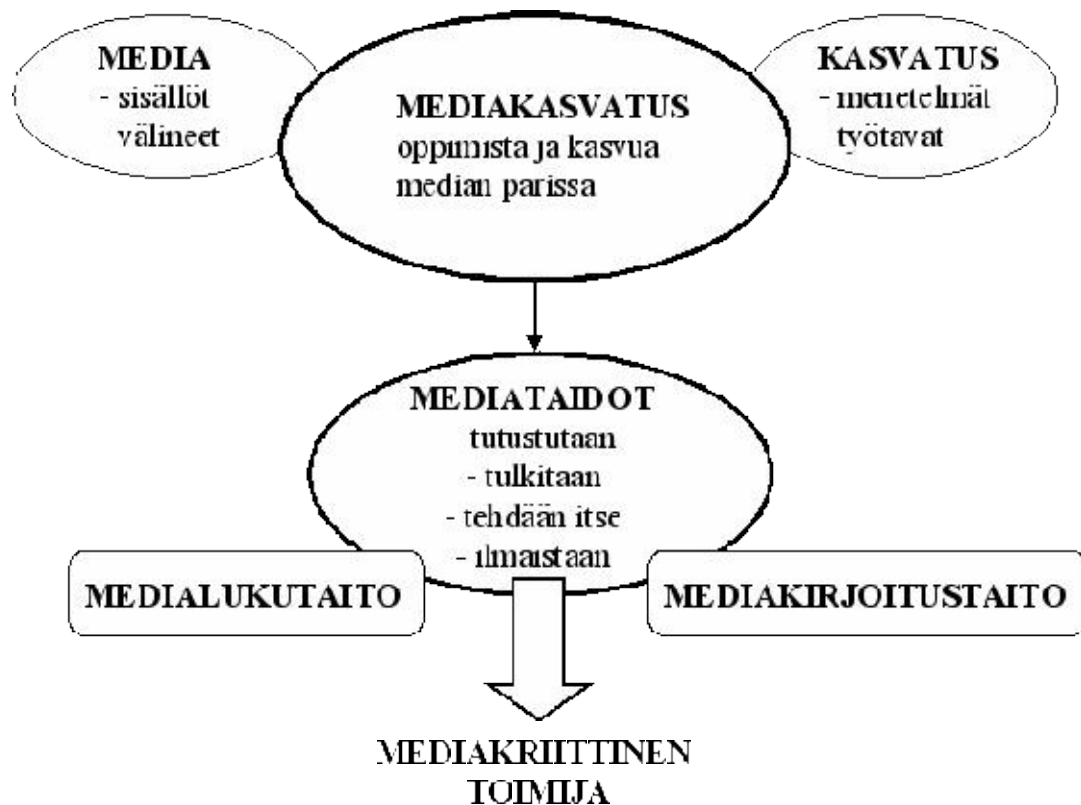 MEDIA
- sisällöt
välineet
MEDIAKASVATUS
oppimista ja kasvua
median parissa
KASVATUS
- menetelmät
työtavat
MEDIATAIDOT
tutustutaan
- tulkitaan
- tehdään itse
- ilmaistaan
MEDIALUKUTAITO
MEDIAKIRJOITUSTAITO
MEDIAKRIITTINEN
TOIMIJA